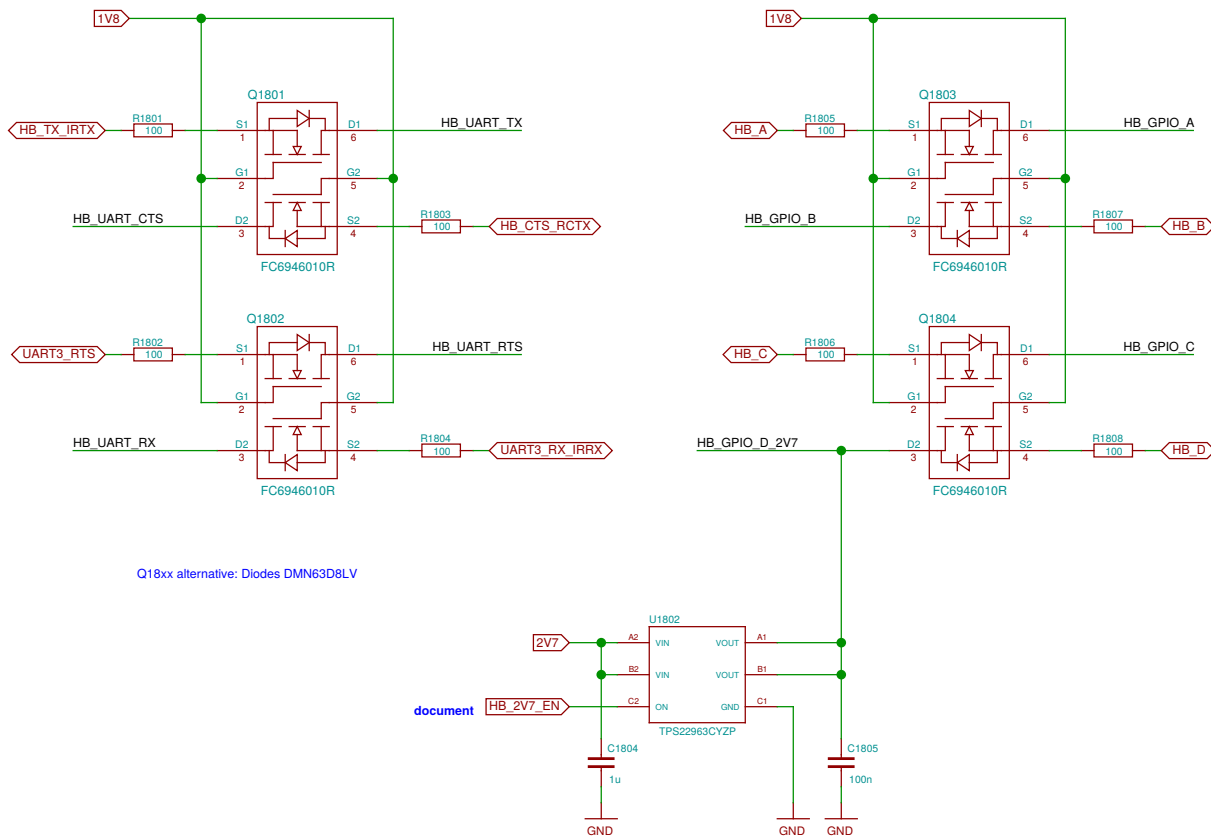 1V8
1V8
Q1801
Q1803
HB_TX_IRTX
R1801
100
S1
1
D1
6
HB_UART_TX
HB_A
R1805
100
S1
1
D1
6
HB_GPIO_A
G1
2
G2
5
G1
2
G2
5
HB_UART_CTS
D2
3
S2
4
R1803
100
HB_CTS_RCTX
HB_GPIO_B
D2
3
S2
4
R1807
100
HB_B
FC6946010R
FC6946010R
Q1802
Q1804
UART3_RTS
R1802
100
S1
1
D1
6
HB_UART_RTS
HB_C
R1806
100
S1
1
D1
6
HB_GPIO_C
G1
2
G2
5
G1
2
G2
5
HB_UART_RX
D2
3
S2
4
R1804
100
UART3_RX_IRRX
HB_GPIO_D_2V7
D2
3
S2
4
R1808
100
HB_D
FC6946010R
FC6946010R
Q18xx alternative: Diodes DMN63D8LV
U1802
2V7
A2
VIN
VOUT
A1
B2
VIN
VOUT
B1
document
HB_2V7_EN
C2
ON
GND
C1
TPS22963CYZP
C1804
1u
C1805
100n
GND
GND
GND